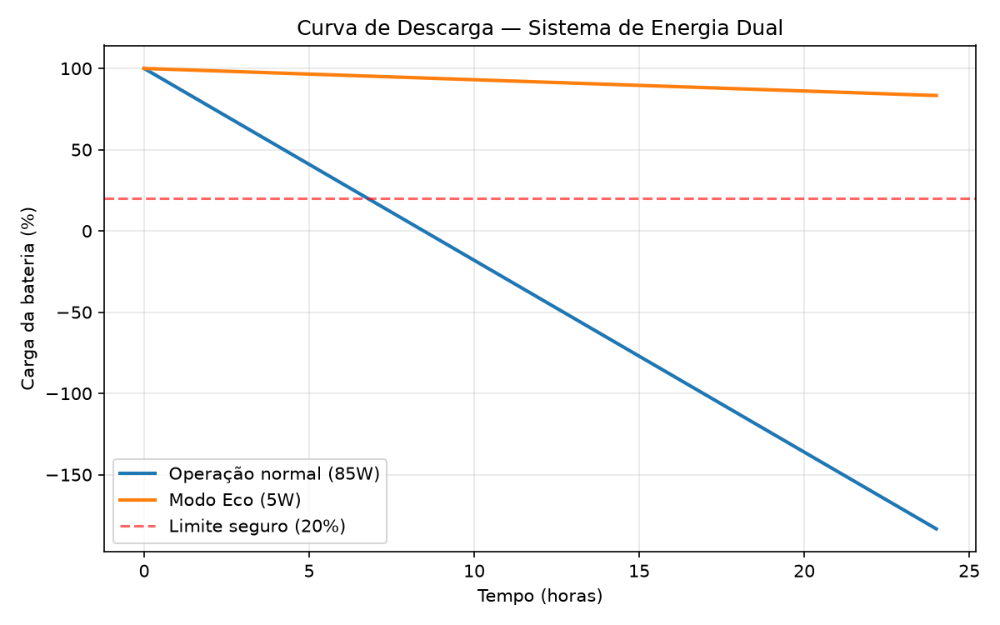 Curva de Descarga — Sistema de Energia Dual
Carga da bateria (%)
100
50
0
−50
−100
−150
Operação normal (85W)
Modo Eco (5W)
Limite seguro (20%)
0 5 10 15 20 25
Tempo (horas)